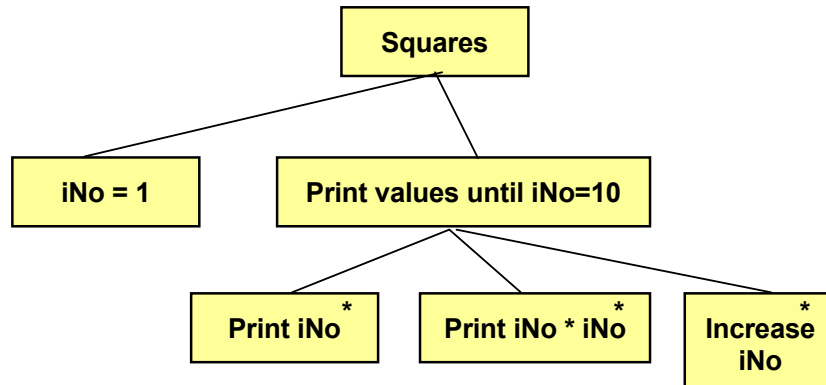 Squares
iNo = 1
Print values until iNo=10
Print iNo *
Print iNo * iNo *
Increase *
iNo